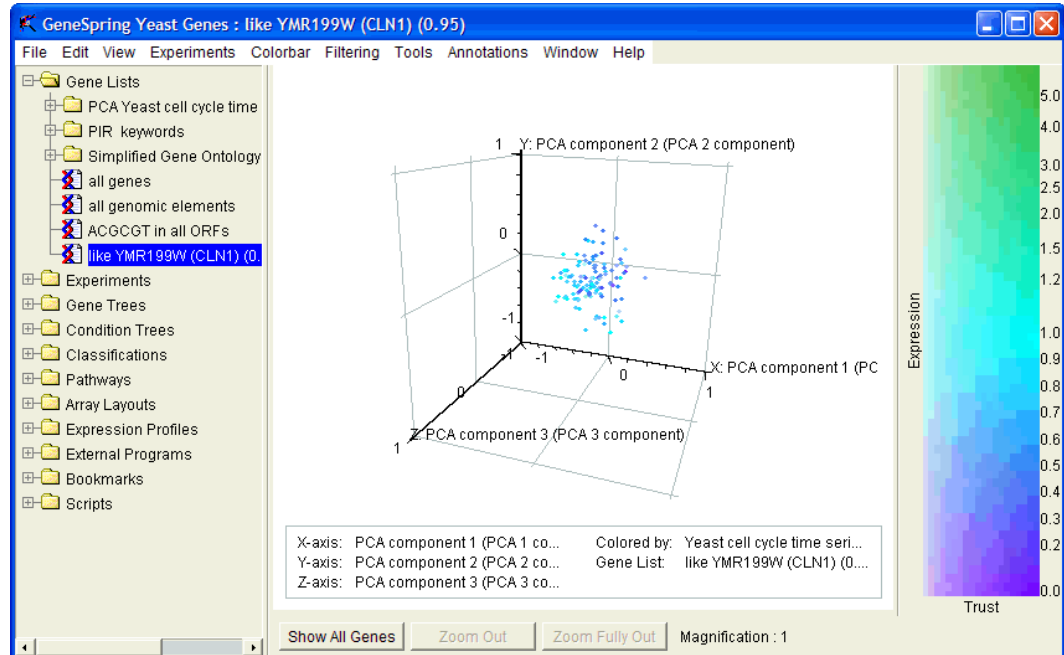 GeneSpring Yeast Genes : like YMR199W (CLN1) (0.95)
File Edit View Experiments Colorbar Filtering Tools Annotations Window Help
Gene Lists
PCA Yeast cell cycle time
PIR keywords
Simplified Gene Ontology
all genes
all genomic elements
ACGCGT in all ORFs
like YMR199W (CLN1) (0.
Experiments
Gene Trees
Condition Trees
Classifications
Pathways
Array Layouts
Expression Profiles
External Programs
Bookmarks
Scripts
1 Y: PCA component 2 (PCA 2 component)
0
-1
-1 -1
0 0
X: PCA component 1 (PC
1
Z: PCA component 3 (PCA 3 component)
1
X-axis: PCA component 1 (PCA 1 co... Colored by: Yeast cell cycle time seri...
Y-axis: PCA component 2 (PCA 2 co... Gene List: like YMR199W (CLN1) (0....
Z-axis: PCA component 3 (PCA 3 co...
Show All Genes Zoom Out Zoom Fully Out Magnification : 1
Expression
5.0
4.0
3.0
2.5
2.0
1.5
1.2
1.0
0.9
0.8
0.7
0.6
0.5
0.4
0.3
0.2
0.0
Trust